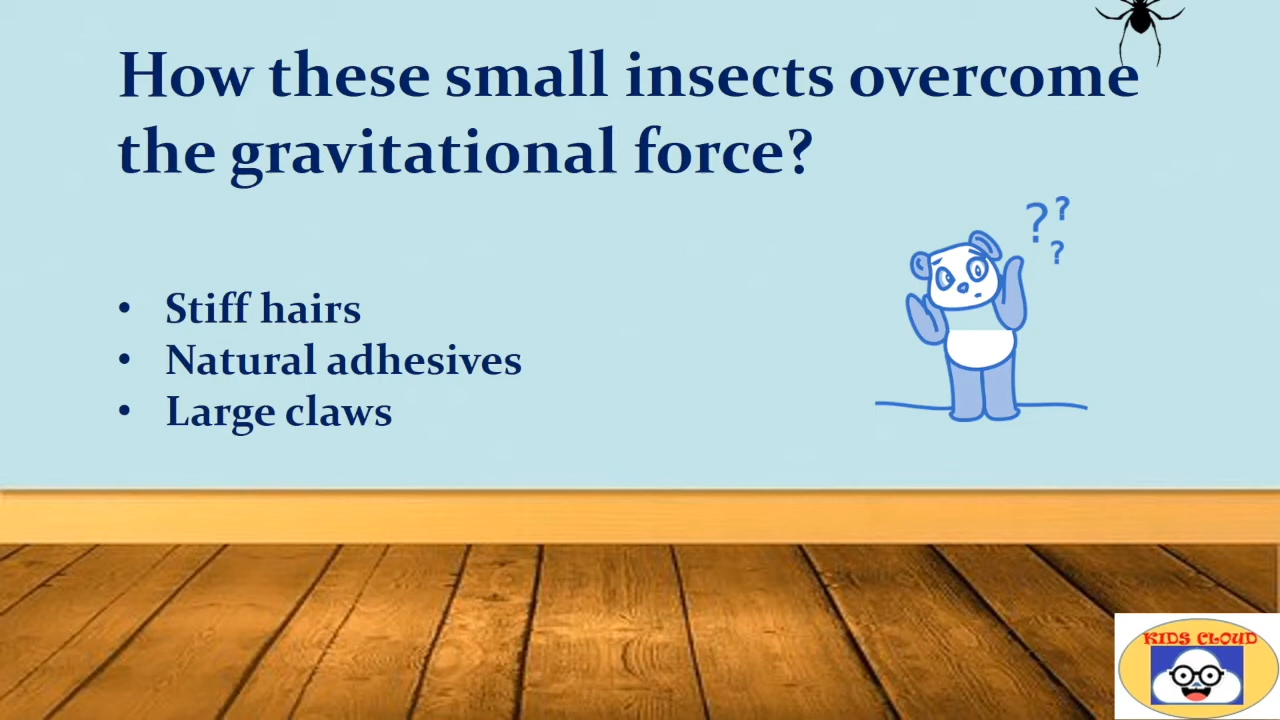 How these small insects overcome
the gravitational force?
? ?
?
• Stiff hairs
• Natural adhesives
• Large claws
KIDS CLOUD